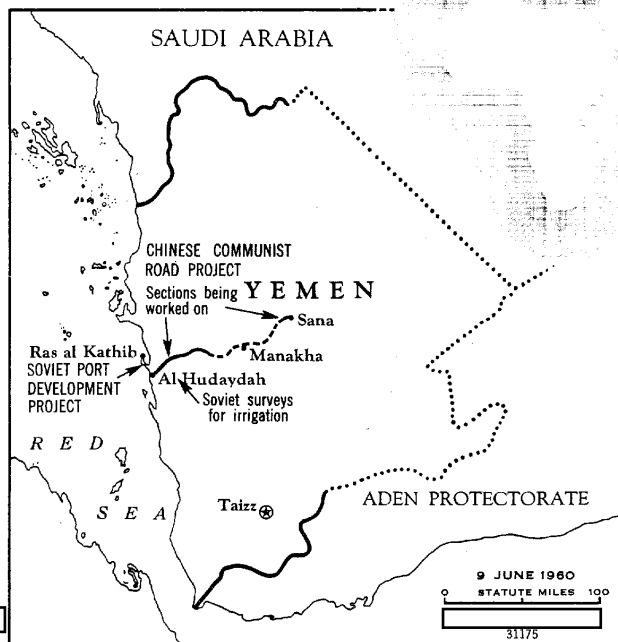 SAUDI ARABIA
CHINESE COMMUNIST
ROAD PROJECT
Sections being
worked on
YEMEN
Sana
Manakha
Ras al Kathib
SOVIET PORT
DEVELOPMENT
PROJECT
Al Hudaydah
Soviet surveys
for irrigation
RED
SEA
Taizz
ADEN PROTECTORATE
9 JUNE 1960
STATUTE MILES
0 100
31175